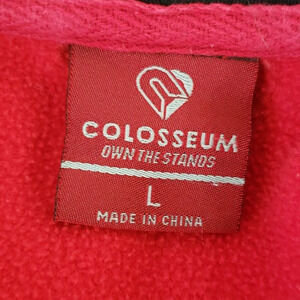 COLOSSEUM
OWN THE STANDS
L
MADE IN CHINA